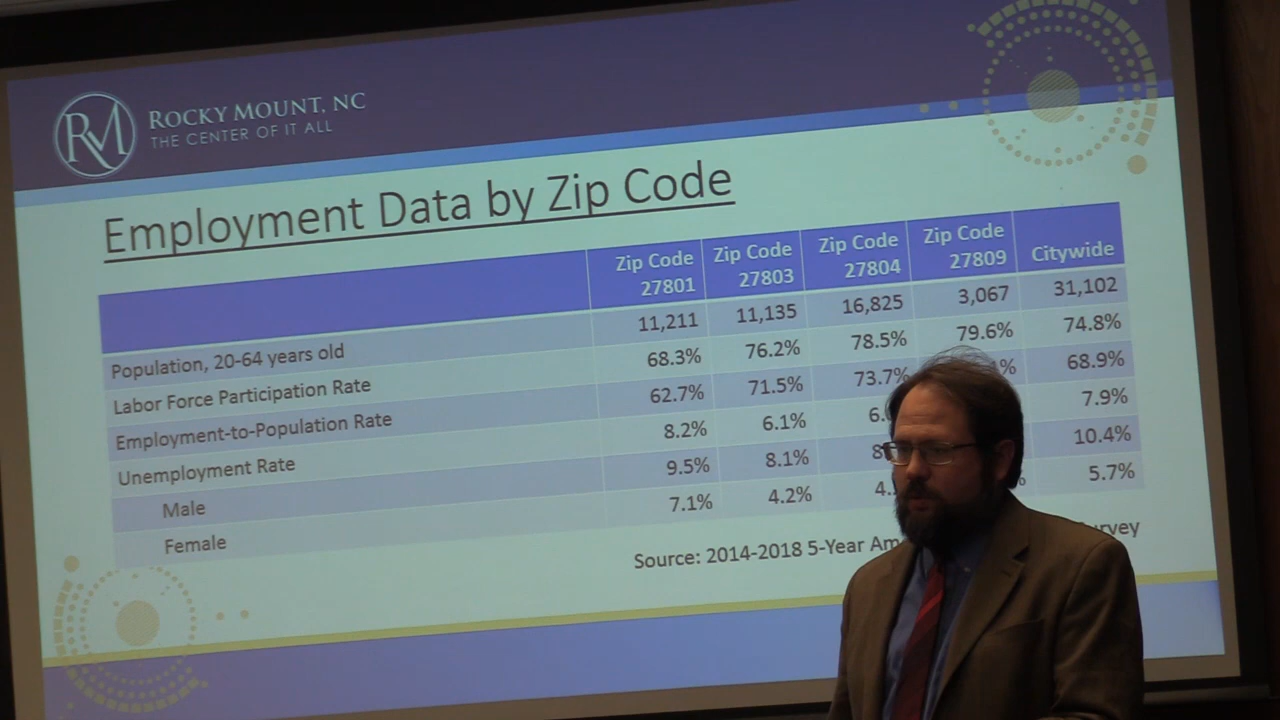 RM
ROCKY MOUNT, NC
THE CENTER OF IT ALL
Employment Data by Zip Code
Zip Code 27801 Zip Code 27803 Zip Code 27804 Zip Code 27809 Citywide
Population, 20-64 years old 11,211 11,135 16,825 3,067 31,102
Labor Force Participation Rate 68.3% 76.2% 78.5% 79.6% 74.8%
Employment-to-Population Rate 62.7% 71.5% 73.7% 68.9%
Unemployment Rate 8.2% 6.1% 7.9%
Male 9.5% 8.1% 10.4%
Female 7.1% 4.2% 5.7%
Source: 2014-2018 5-Year